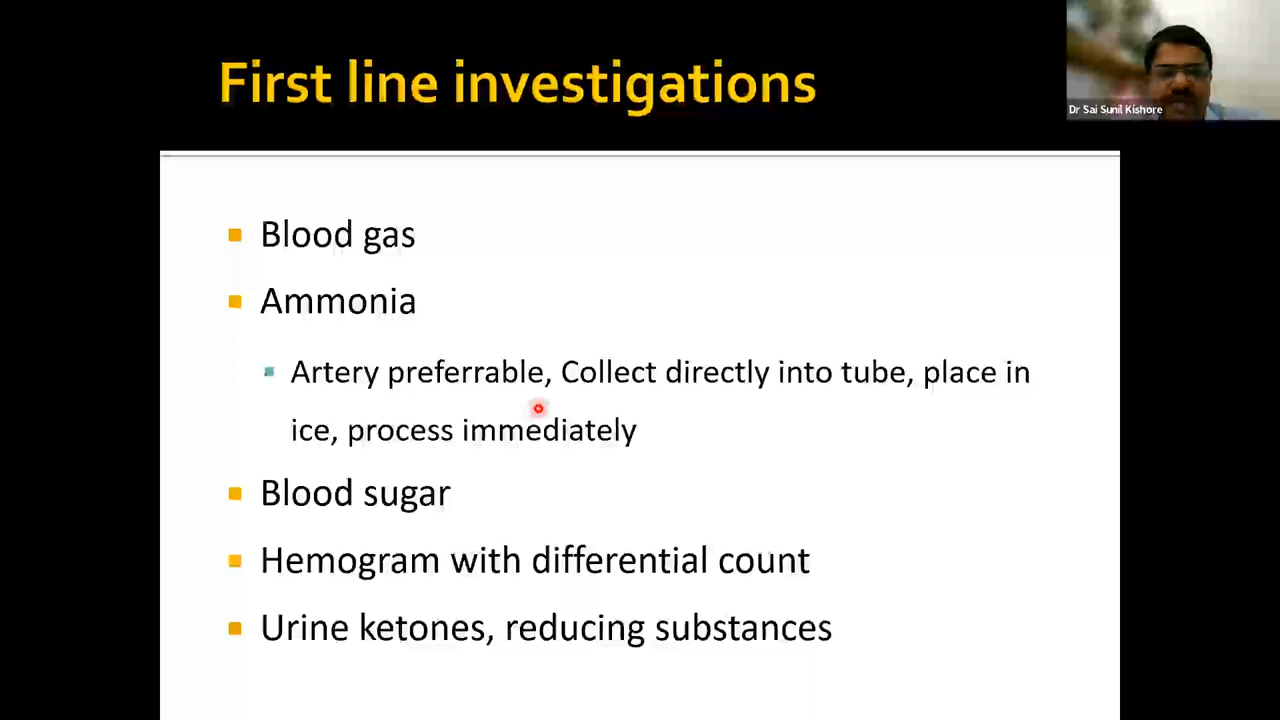 First line investigations
Dr Sai Sunil Kishore
Blood gas
Ammonia
Artery preferrable, Collect directly into tube, place in
ice, process immediately
Blood sugar
Hemogram with differential count
Urine ketones, reducing substances